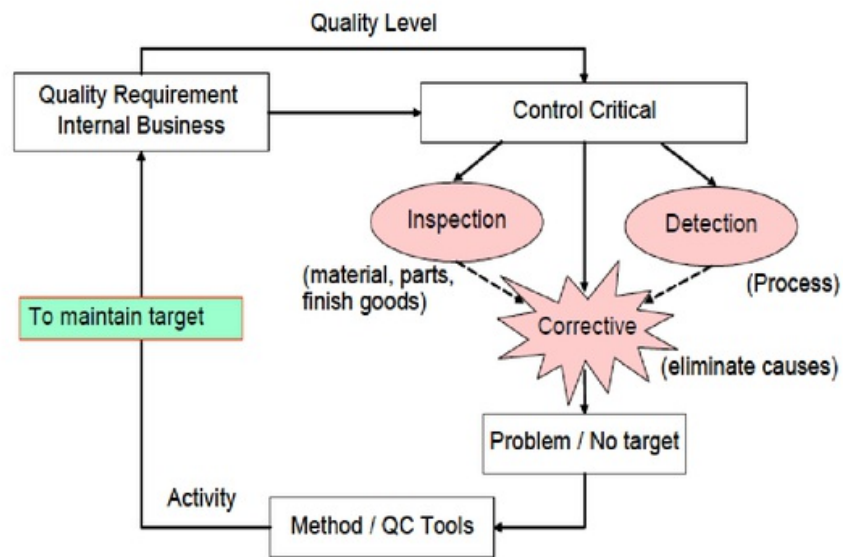 Quality Level
Quality Requirement
Internal Business
Control Critical
Inspection
Detection
(material, parts,
finish goods)
(Process)
To maintain target
Corrective
(eliminate causes)
Problem / No target
Activity
Method / QC Tools